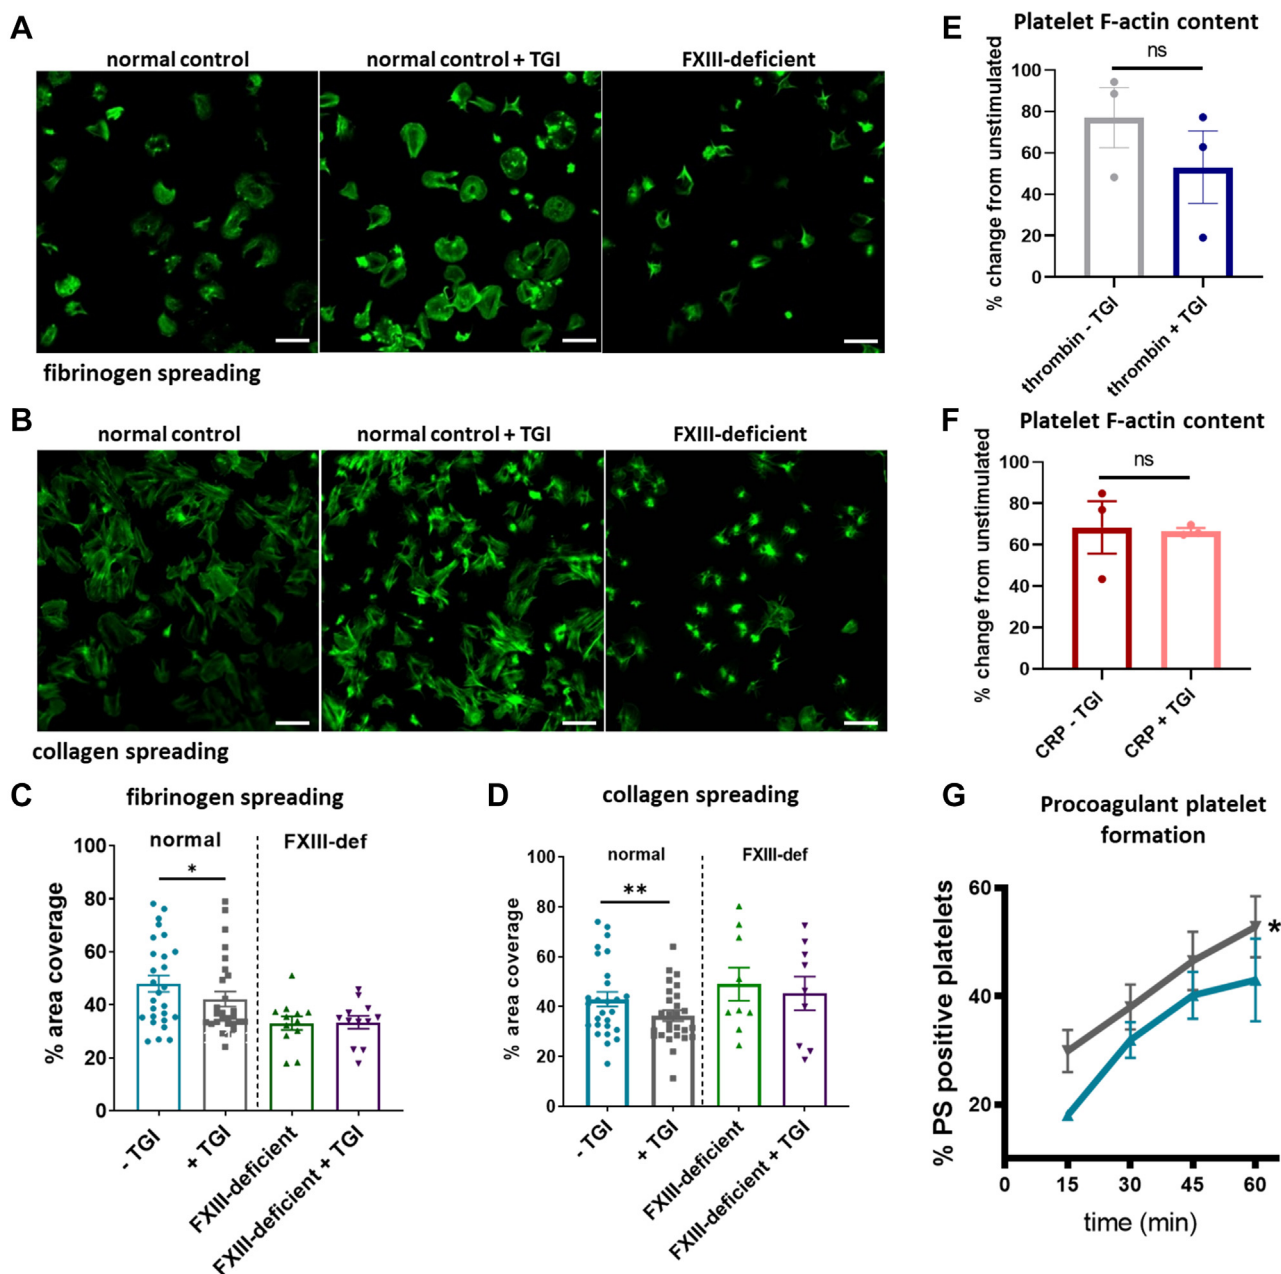 A
normal control
normal control + TGI
FXIII-deficient
fibrinogen spreading
B
normal control
normal control + TGI
FXIII-deficient
collagen spreading
C
fibrinogen spreading
normal
FXIII-def
*
% area coverage
100
80
60
40
20
0
- TGI
+ TGI
FXIII-deficient
FXIII-deficient + TGI
D
collagen spreading
normal
FXIII-def
**
% area coverage
100
80
60
40
20
0
- TGI
+ TGI
FXIII-deficient
FXIII-deficient + TGI
E
Platelet F-actin content
ns
% change from unstimulated
100
80
60
40
20
0
thrombin - TGI
thrombin + TGI
F
Platelet F-actin content
ns
% change from unstimulated
100
80
60
40
20
0
CRP - TGI
CRP + TGI
G
Procoagulant platelet
formation
% PS positive platelets
60
40
20
*
0
15
30
45
60
time (min)